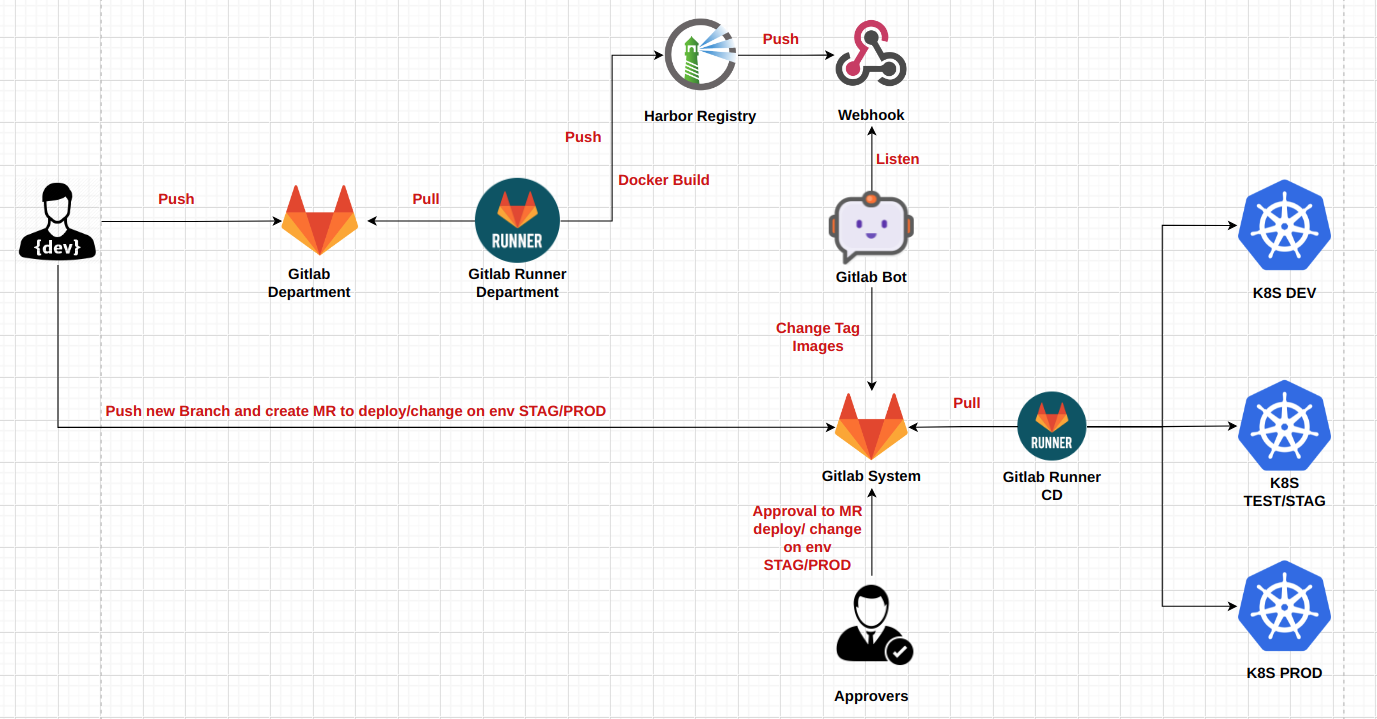 Push
Harbor Registry
Webhook
Push
Listen
Docker Build
Push
Pull
{dev}
RUNNER
Gitlab
Department
Gitlab Runner
Department
Gitlab Bot
K8S DEV
Change Tag
Images
Push new Branch and create MR to deploy/change on env STAG/PROD
Pull
RUNNER
Gitlab System
Gitlab Runner
CD
K8S
TEST/STAG
Approval to MR
deploy/ change
on env
STAG/PROD
K8S PROD
Approvers